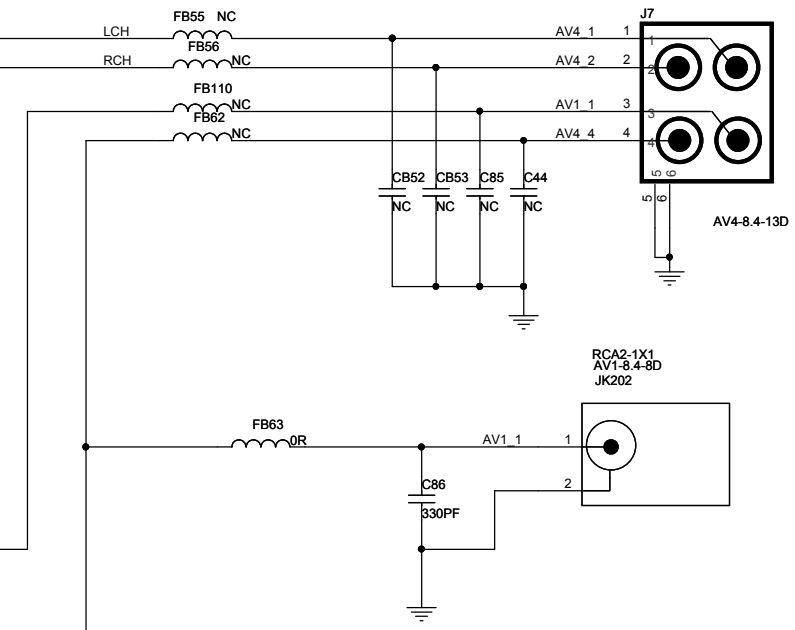 FB55 NC
J7
LCH
AV4_1
1
1
FB56
RCH
NC
AV4_2
2
2
FB110
NC
AV1_1
3
3
FB62
NC
AV4_4
4
4
CB52
CB53
C85
C44
5
6
NC
NC
NC
NC
5
6
AV4-8.4-13D
RCA2-1X1
AV1-8.4-8D
JK202
FB63
0R
AV1_1
1
C86
2
330PF